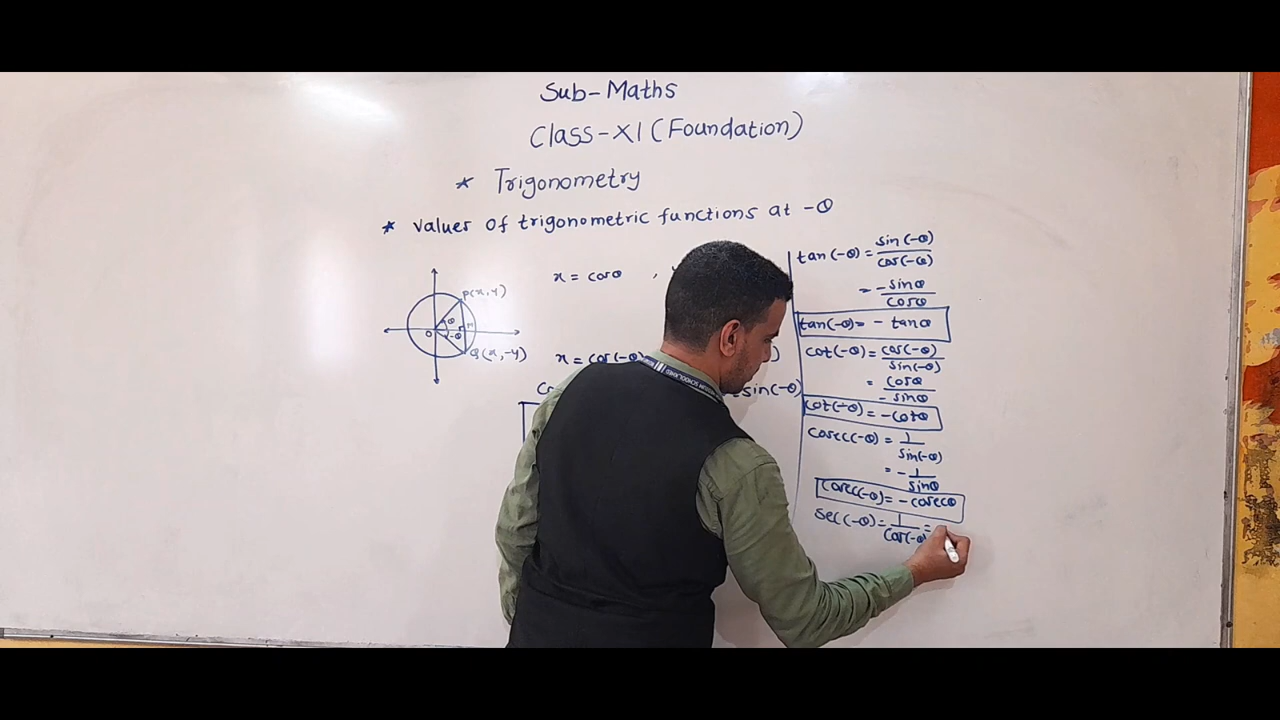 Sub-Maths
Class-XI (Foundation)
* Trigonometry
* values of trigonometric functions at -θ
P(x,y)
θ
O
-θ
M
Q(x,-y)
x = cosθ ,
x = cos(-θ)
sin(-θ)
tan(-θ) = sin(-θ)/cos(-θ)
= -sinθ/cosθ
tan(-θ) = - tanθ
cot(-θ) = cos(-θ)/sin(-θ)
= cosθ/-sinθ
cot(-θ) = -cotθ
cosec(-θ) = 1/sin(-θ)
= -1/sinθ
cosec(-θ) = -cosecθ
sec(-θ) = 1/cos(-θ) =